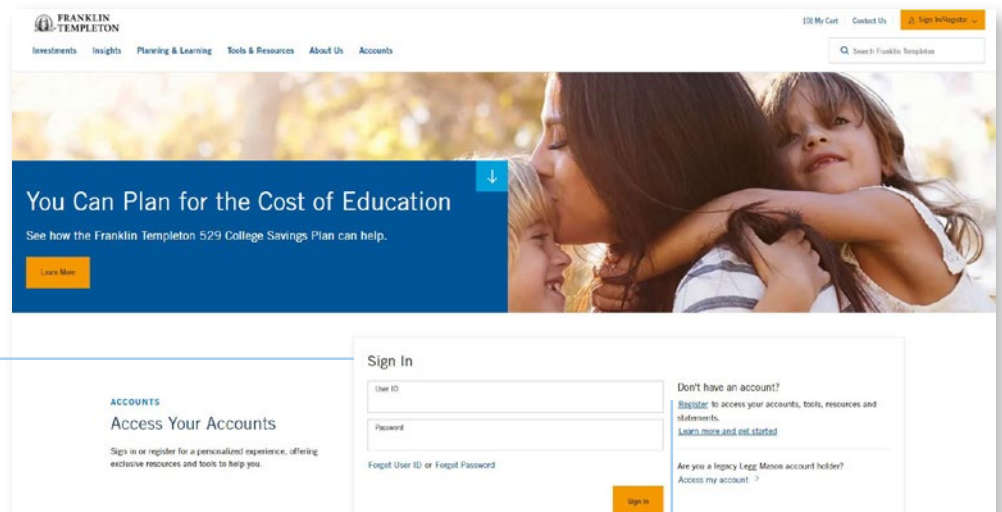 FRANKLIN
TEMPLETON
[0] My Cart Contact Us Sign In/Register
Investments Insights Planning & Learning Tools & Resources About Us Accounts
Search Franklin Templeton
You Can Plan for the Cost of Education
See how the Franklin Templeton 529 College Savings Plan can help.
Learn More
Sign In
User ID
Password
Forgot User ID or Forgot Password
Sign In
ACCOUNTS
Access Your Accounts
Sign in or register for a personalized experience, offering
exclusive resources and tools to help you.
Don't have an account?
Register to access your accounts, tools, resources and
statements.
Learn more and get started
Are you a legacy Legg Mason account holder?
Access my account >